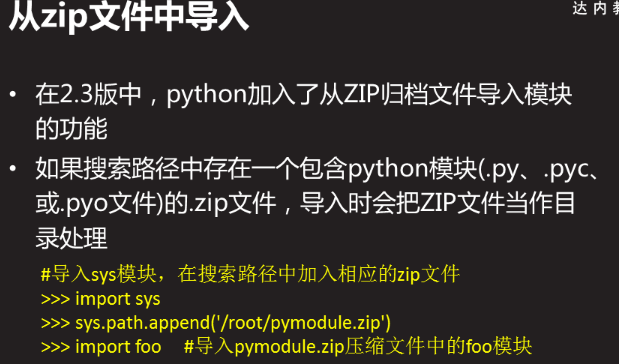 从zip文件中导入
达内教
• 在2.3版中，python加入了从ZIP归档文件导入模块
的功能
• 如果搜索路径中存在一个包含python模块(.py、.pyc、
或.pyo文件)的.zip文件，导入时会把ZIP文件当作目
录处理
#导入sys模块，在搜索路径中加入相应的zip文件
>>> import sys
>>> sys.path.append('/root/pymodule.zip')
>>> import foo #导入pymodule.zip压缩文件中的foo模块